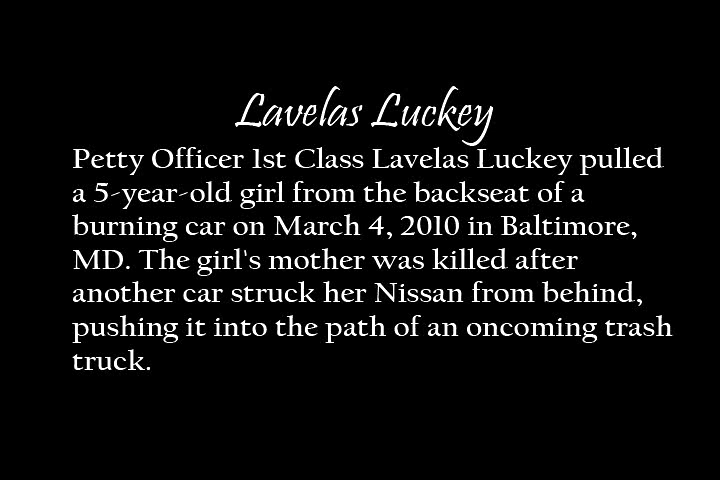 Lavelas Luckey
Petty Officer 1st Class Lavelas Luckey pulled
a 5-year-old girl from the backseat of a
burning car on March 4, 2010 in Baltimore,
MD. The girl's mother was killed after
another car struck her Nissan from behind,
pushing it into the path of an oncoming trash
truck.